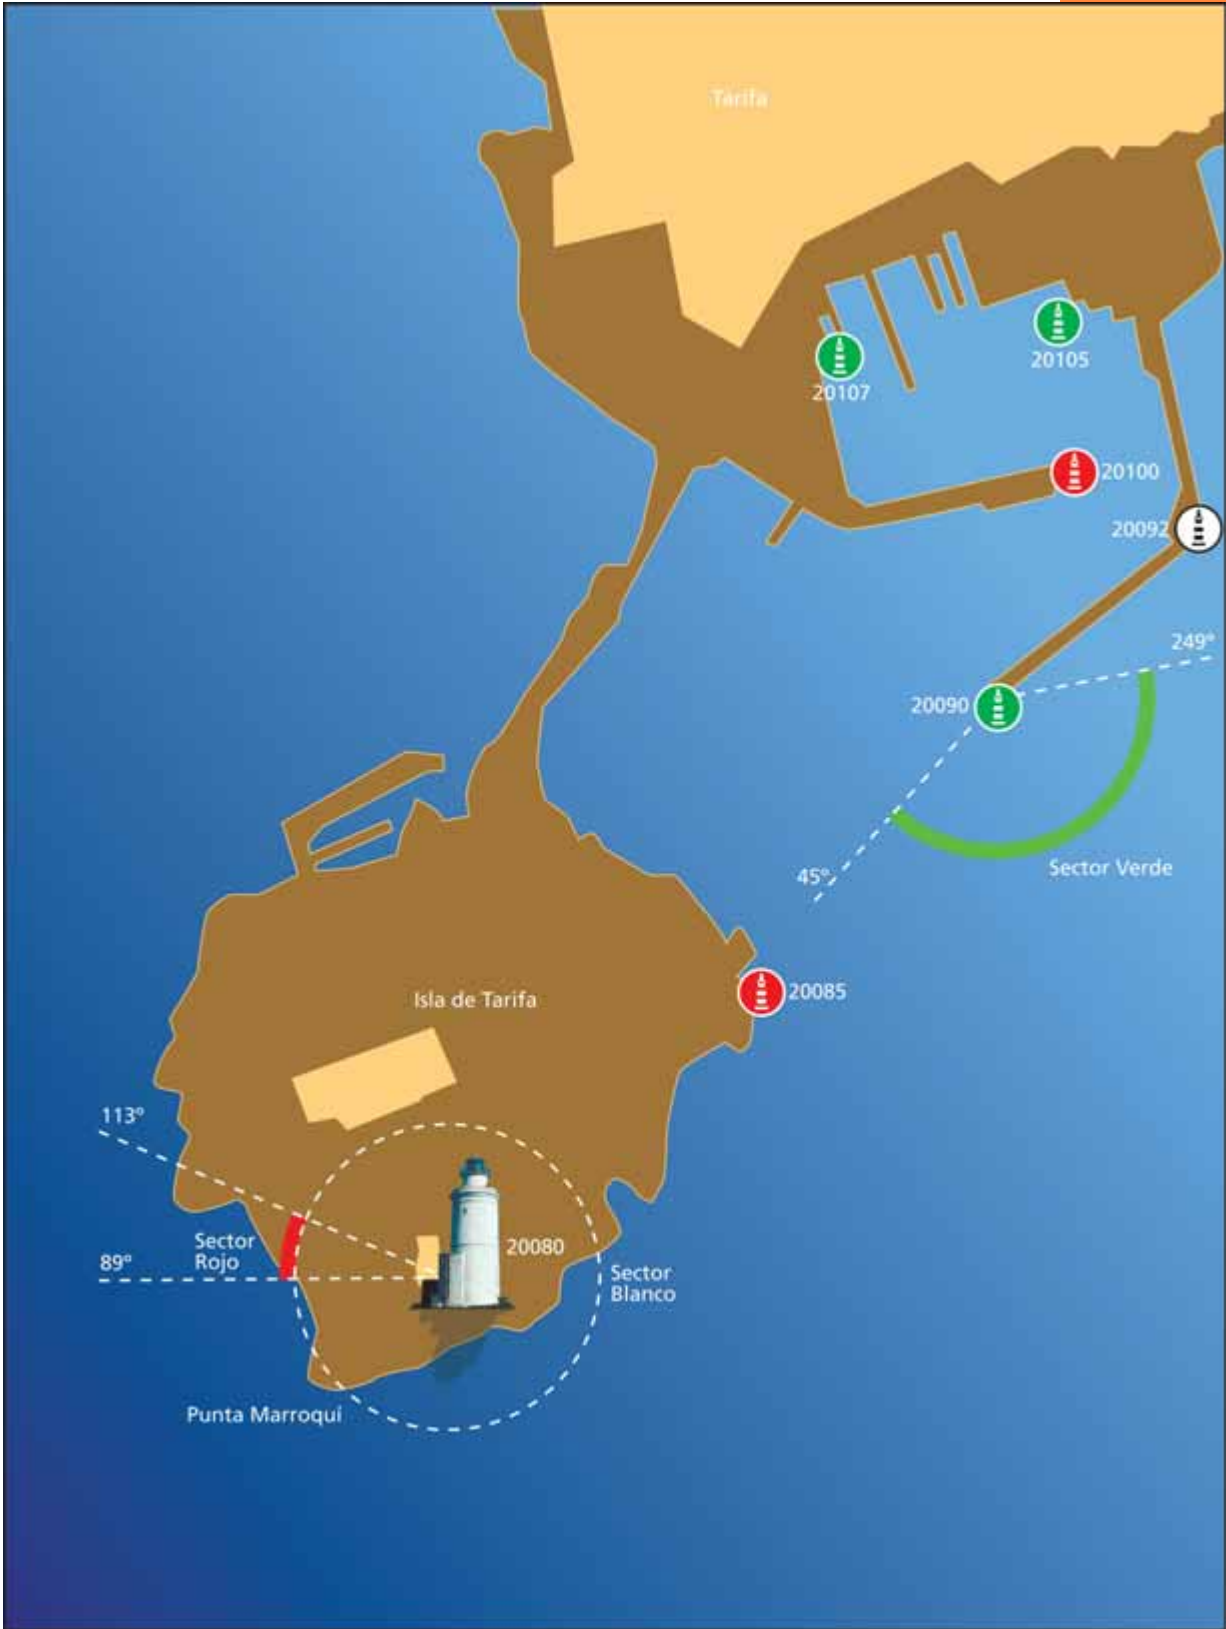 Tarifa
20105
20107
20100
20092
249º
20090
Sector Verde
45º
20085
Isla de Tarifa
113º
Sector
Rojo
20080
89º
Sector
Blanco
Punta Marroquí